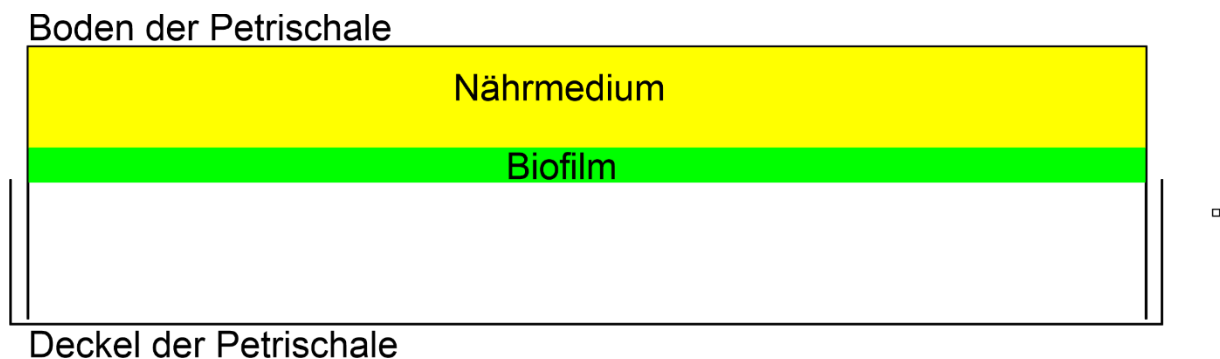 Boden der Petrischale
Nährmedium
Biofilm
Deckel der Petrischale